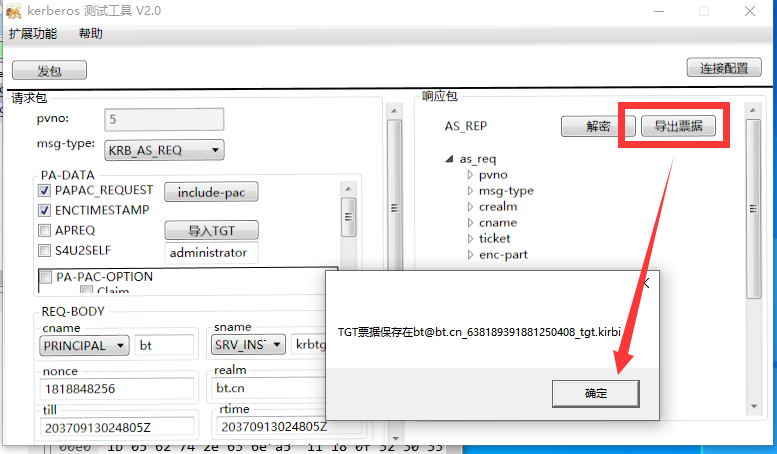 kerberos 测试工具 V2.0
扩展功能 帮助
发包
连接配置
请求包
pvno:
5
msg-type:
KRB_AS_REQ
PA-DATA
PAPAC_REQUEST
include-pac
ENCTIMESTAMP
APREQ
导入TGT
S4U2SELF
administrator
PA-PAC-OPTION
Claim
REQ-BODY
cname
sname
PRINCIPAL
bt
SRV_INS
krbtg
nonce
realm
1818848256
bt.cn
till
rtime
20370913024805Z
20370913024805Z
响应包
AS_REP
解密
导出票据
as_req
pvno
msg-type
crealm
cname
ticket
enc-part
TGT票据保存在bt@bt.cn_638189391881250408_tgt.kirbi
确定